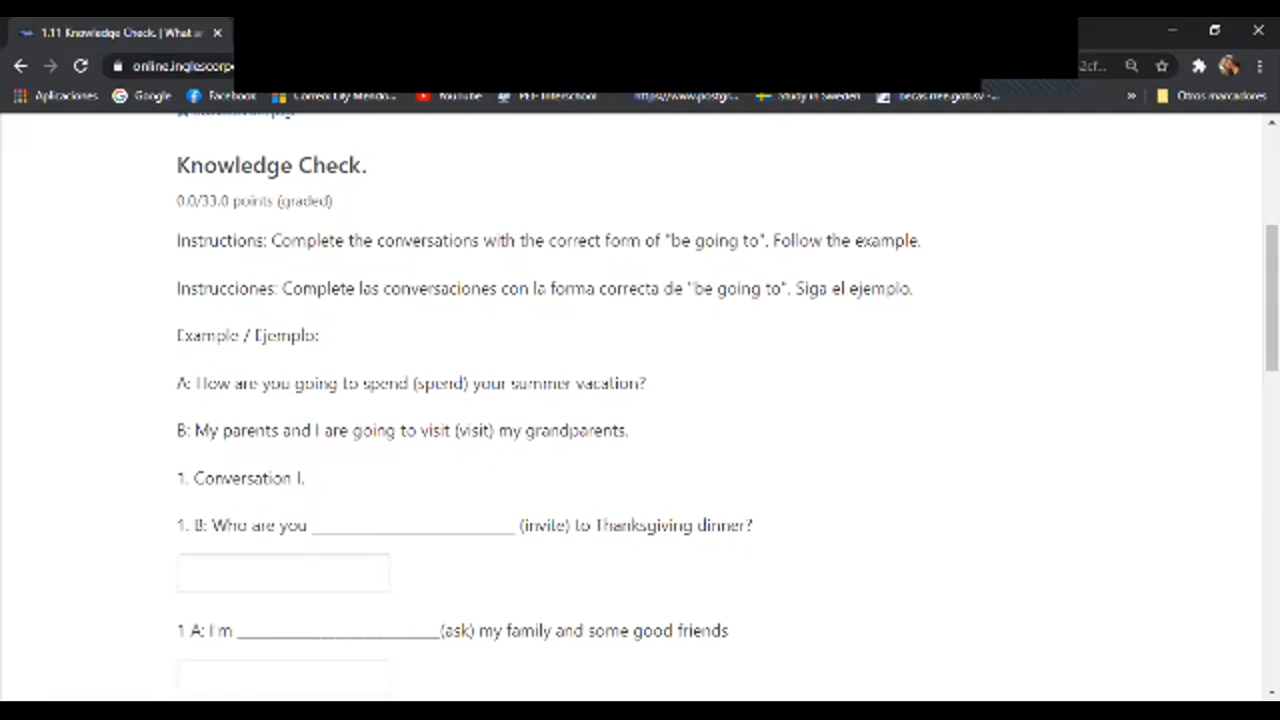 1.11 Knowledge Check. | What
online.inglescorp
2cf...
Aplicaciones Google Facebook YouTube PEF Interschool Study in Sweden » Otros marcadores
Knowledge Check.
0.0/33.0 points (graded)
Instructions: Complete the conversations with the correct form of "be going to". Follow the example.
Instrucciones: Complete las conversaciones con la forma correcta de "be going to". Siga el ejemplo.
Example / Ejemplo:
A: How are you going to spend (spend) your summer vacation?
B: My parents and I are going to visit (visit) my grandparents.
1. Conversation I.
1. B: Who are you ______________________ (invite) to Thanksgiving dinner?
1 A: I'm ______________________(ask) my family and some good friends